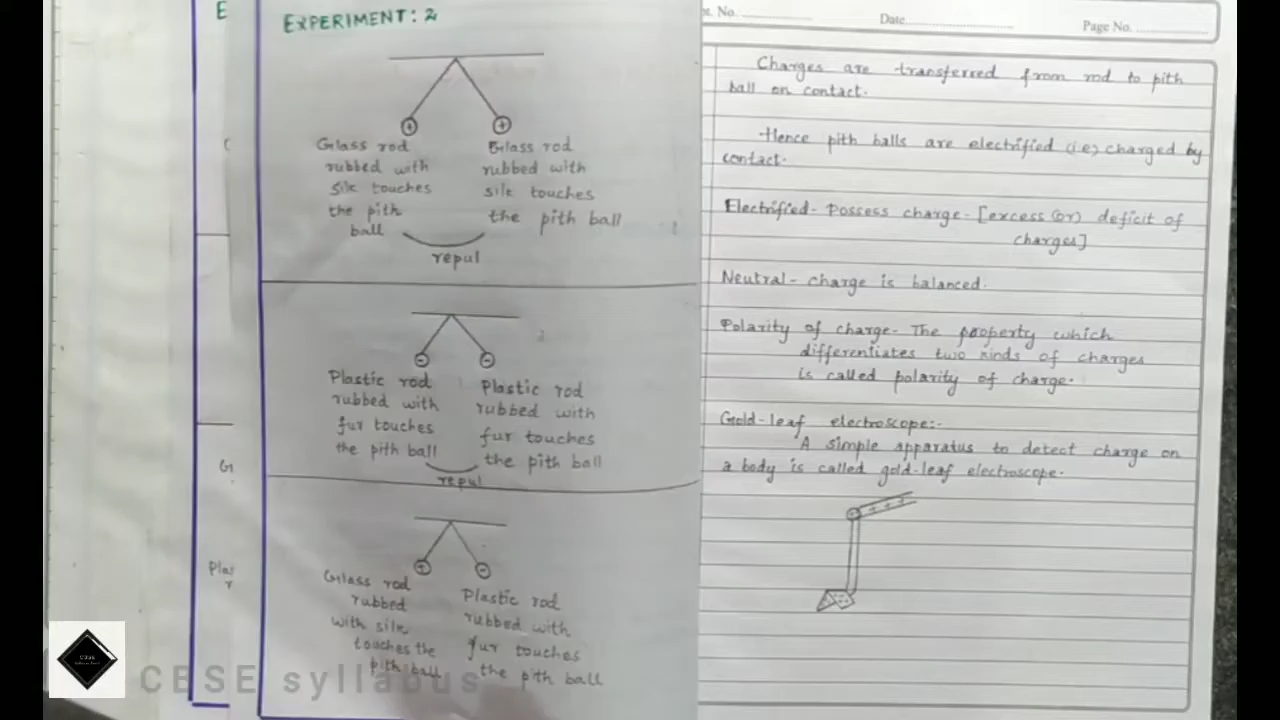 E
EXPERIMENT: 2
+ +
Glass rod
rubbed with
silk touches
the pith
ball
Glass rod
rubbed with
silk touches
the pith ball
repul
- -
Plastic rod
rubbed with
fur touches
the pith ball
Plastic rod
rubbed with
fur touches
the pith ball
repul
+ -
Glass rod
rubbed
with silk
touches the
pith ball
Plastic rod
rubbed with
fur touches
the pith ball
No. Date Page No.
Charges are transferred from rod to pith
ball on contact.
Hence pith balls are electrified (i.e) charged by
contact.
Electrified - Possess charge - [excess (or) deficit of
charges]
Neutral - charge is balanced.
Polarity of charge - The property which
differentiates two kinds of charges
is called polarity of charge.
Gold-leaf electroscope:-
A simple apparatus to detect charge on
a body is called gold-leaf electroscope.
CBSE syllabus
CBSE